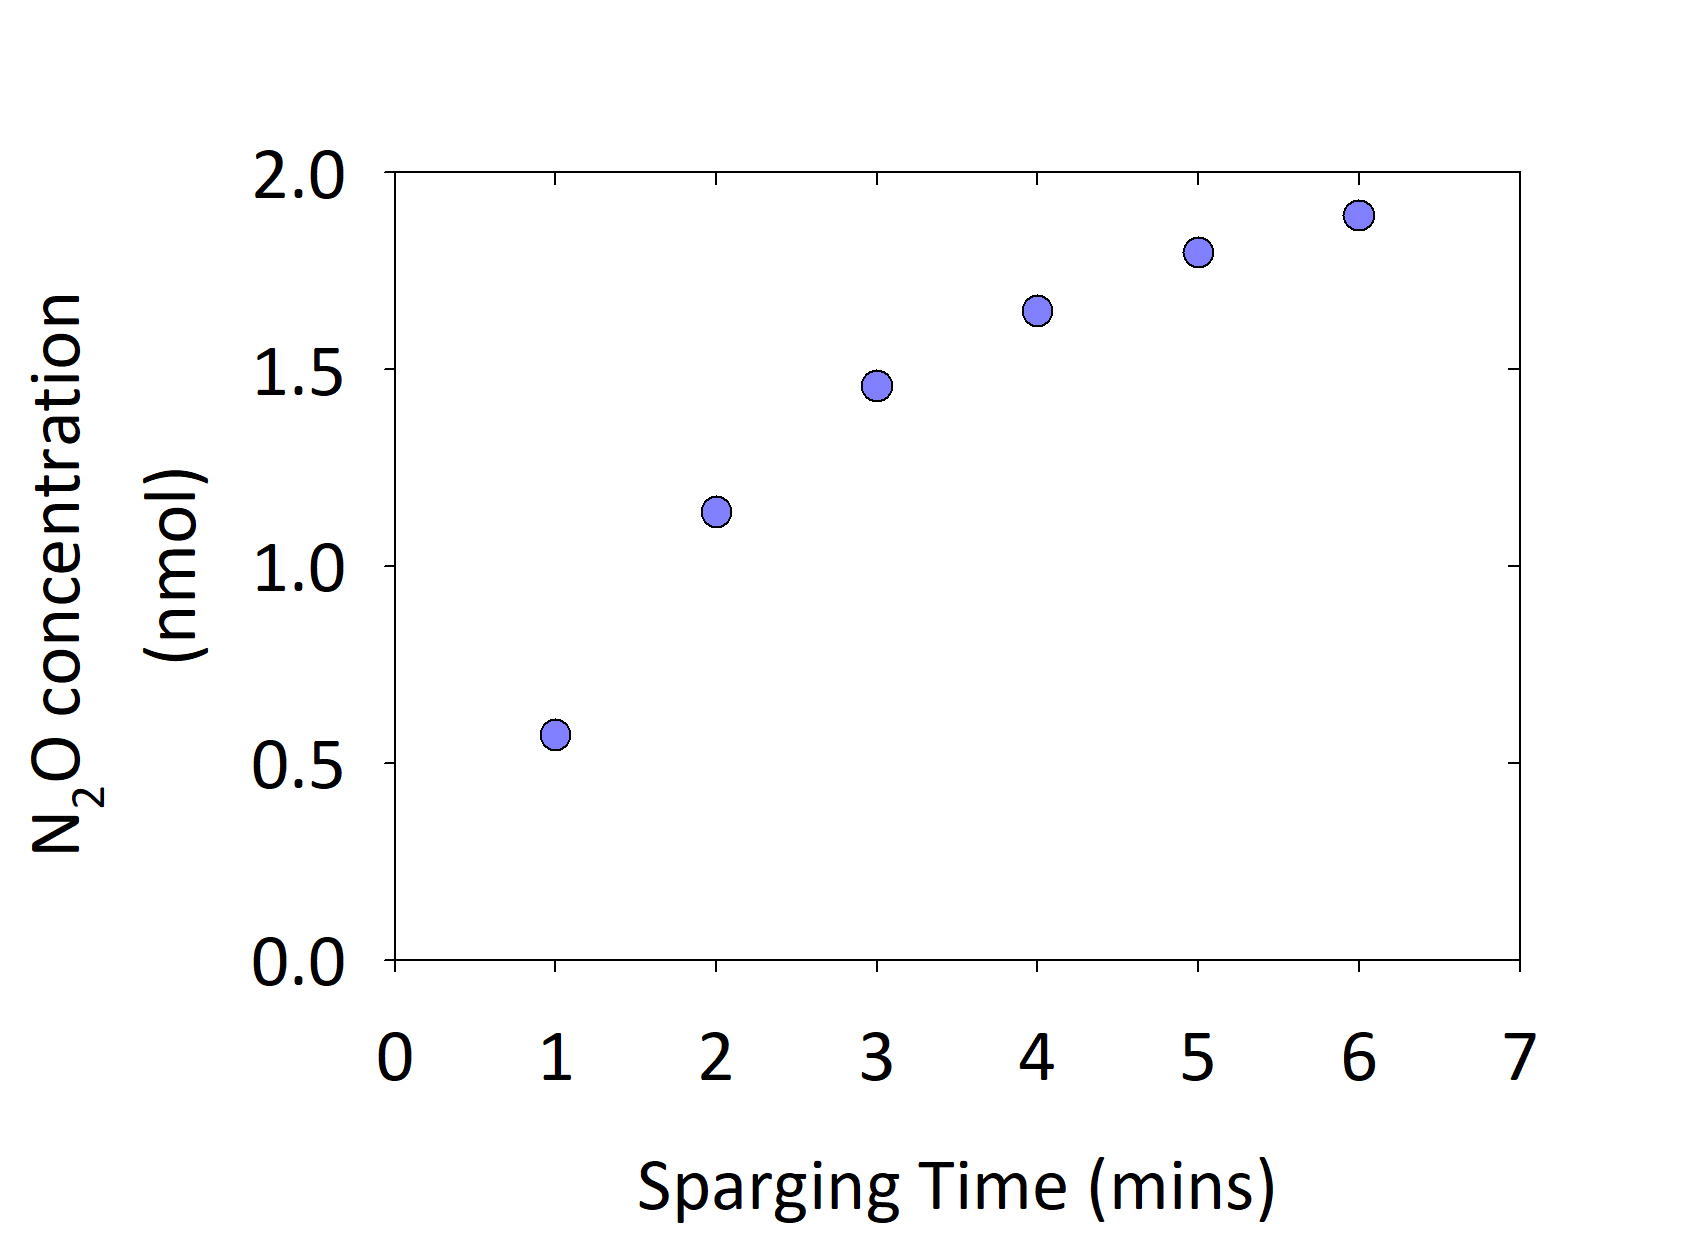 N₂O concentration
(nmol)
2.0
1.5
1.0
0.5
0.0
0 1 2 3 4 5 6 7
Sparging Time (mins)